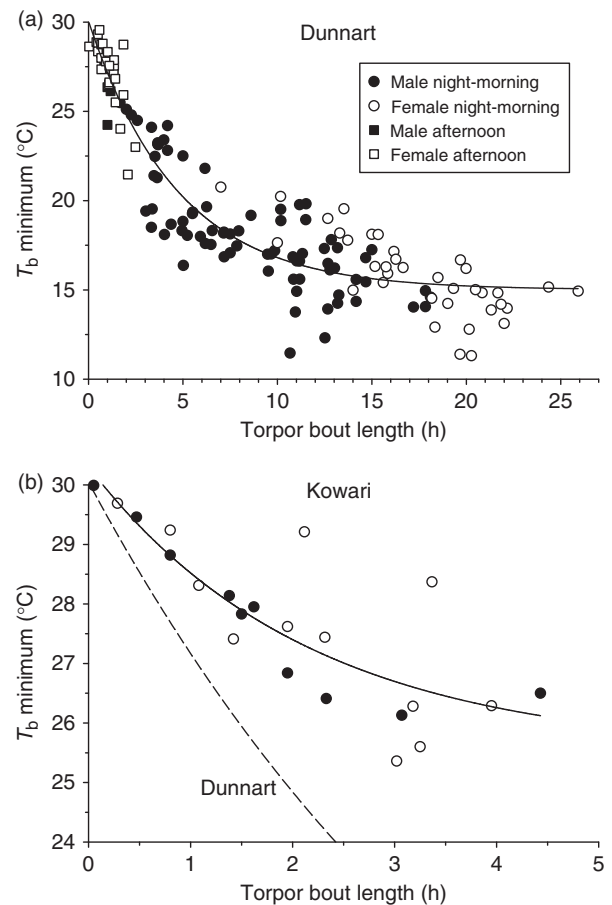 (a)
Dunnart
Male night-morning
Female night-morning
Male afternoon
Female afternoon
30
25
20
15
10
Tb minimum (°C)
0 5 10 15 20 25
Torpor bout length (h)
(b)
Kowari
30
29
28
27
26
25
24
Tb minimum (°C)
Dunnart
0 1 2 3 4 5
Torpor bout length (h)